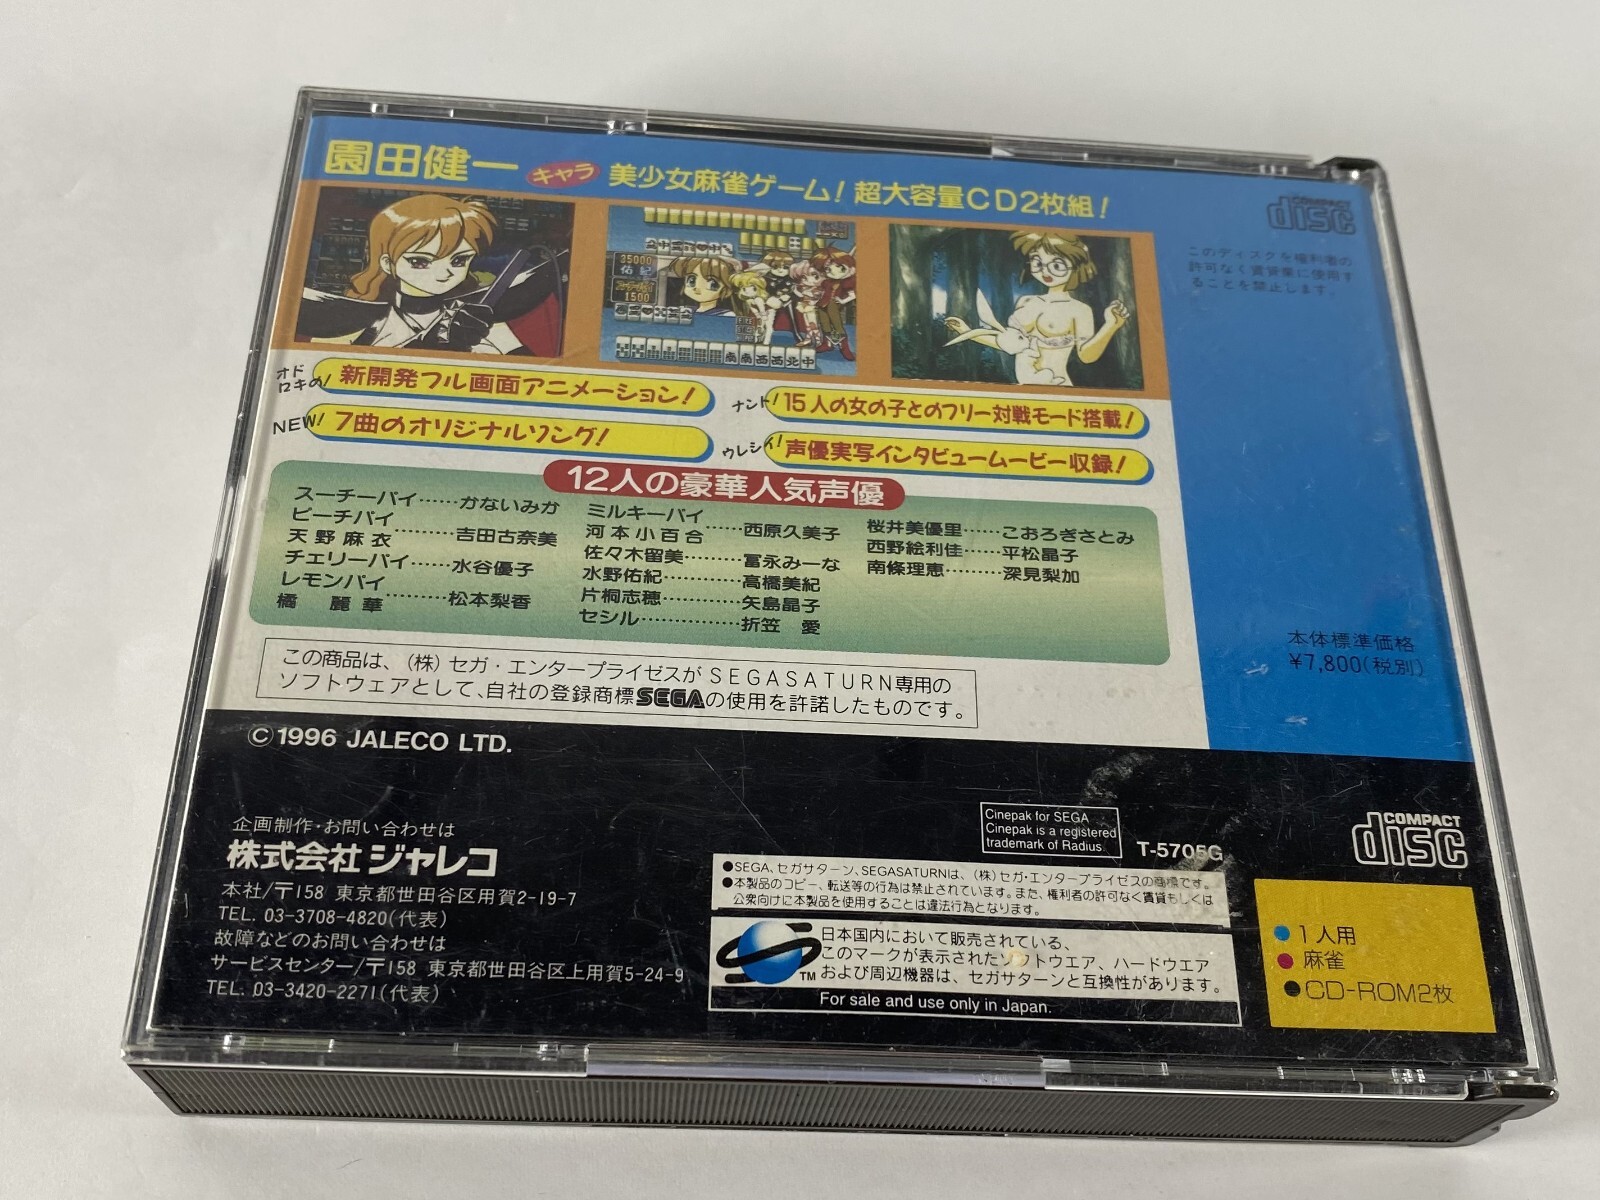 園田健一 キャラ 美少女麻雀ゲーム！超大容量CD2枚組！
COMPACT
disc
このディスクを権利者の
許可なく賃貸業に使用す
ることを禁止します。
35000
佑紀
1500
南南西西北中
オド
ロキの！ 新開発フル画面アニメーション！
ナント！ 15人の女の子とのフリー対戦モード搭載！
NEW! 7曲のオリジナルソング！
ウレシイ！ 声優実写インタビュームービー収録！
12人の豪華人気声優
スーチーパイ……かないみか
ピーチパイ
天野麻衣………吉田古奈美
チェリーパイ……水谷優子
レモンパイ
橘 麗華………松本梨香
ミルキーパイ
河本小百合……西原久美子
佐々木留美………冨永みーな
水野佑紀…………高橋美紀
片桐志穂…………矢島晶子
セシル……………折笠 愛
桜井美優里……こおろぎさとみ
西野絵利佳……平松晶子
南條理恵………深見梨加
本体標準価格
¥7,800(税別)
この商品は、(株)セガ・エンタープライゼスがSEGASATURN専用の
ソフトウェアとして、自社の登録商標SEGAの使用を許諾したものです。
©1996 JALECO LTD.
企画制作・お問い合わせは
株式会社ジャレコ
本社/〒158 東京都世田谷区用賀2-19-7
TEL. 03-3708-4820(代表)
故障などのお問い合わせは
サービスセンター/〒158 東京都世田谷区上用賀5-24-9
TEL. 03-3420-2271(代表)
Cinepak for SEGA
Cinepak is a registered
trademark of Radius.
T-5705G
COMPACT
disc
●SEGA、セガサターン、SEGASATURNは、(株)セガ・エンタープライゼスの商標です。
●本製品のコピー、転送等の行為は禁止されています。また、権利者の許可なく賃貸もしくは
公衆向けに本製品を使用することは違法行為となります。
TM
日本国内において販売されている、
このマークが表示されたソフトウエア、ハードウエア
および周辺機器は、セガサターンと互換性があります。
For sale and use only in Japan.
●1人用
●麻雀
●CD-ROM2枚